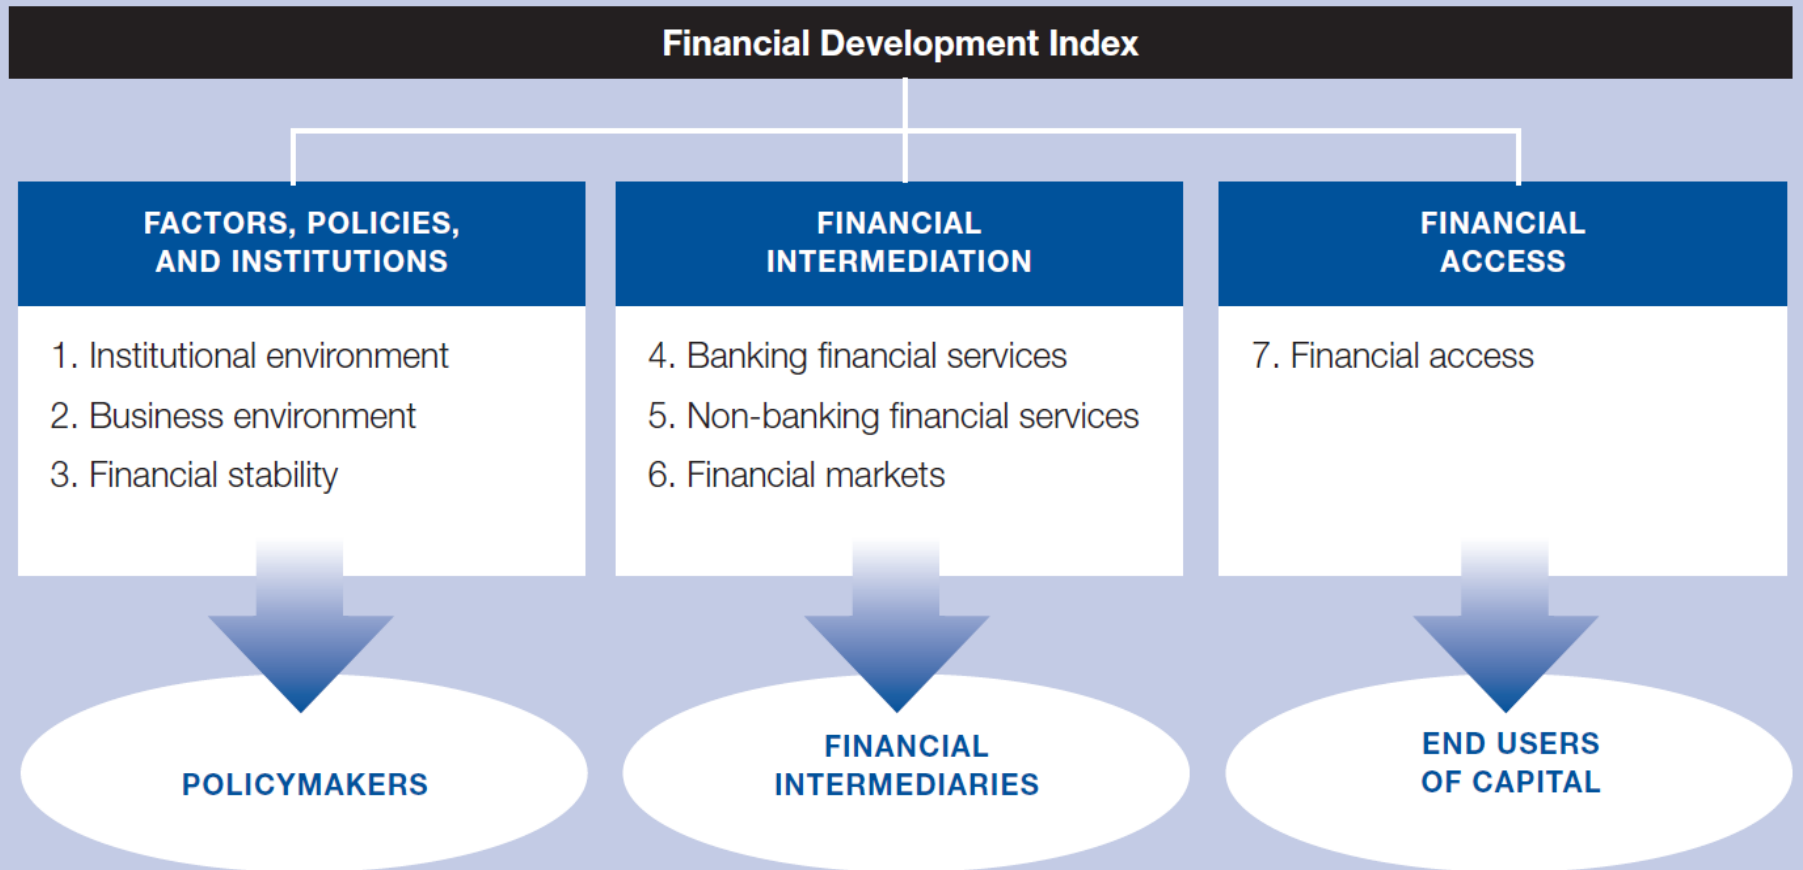 Financial Development Index
FACTORS, POLICIES,
AND INSTITUTIONS
1. Institutional environment
2. Business environment
3. Financial stability
POLICYMAKERS
FINANCIAL
INTERMEDIATION
4. Banking financial services
5. Non-banking financial services
6. Financial markets
FINANCIAL
INTERMEDIARIES
FINANCIAL
ACCESS
7. Financial access
END USERS
OF CAPITAL